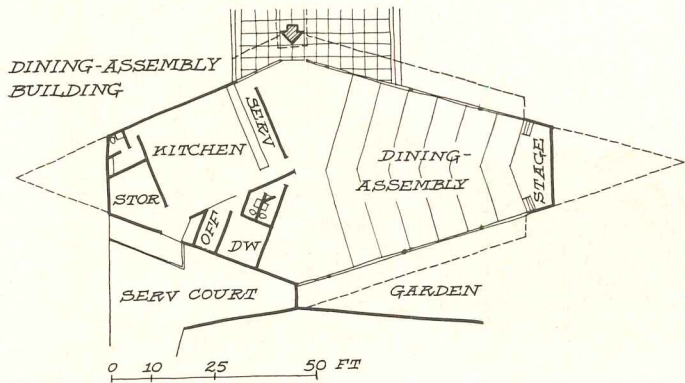 DINING-ASSEMBLY
BUILDING
SERV
KITCHEN
DINING-
ASSEMBLY
STAGE
STOR
OFF
DW
SERV COURT
GARDEN
0 10 25 50 FT